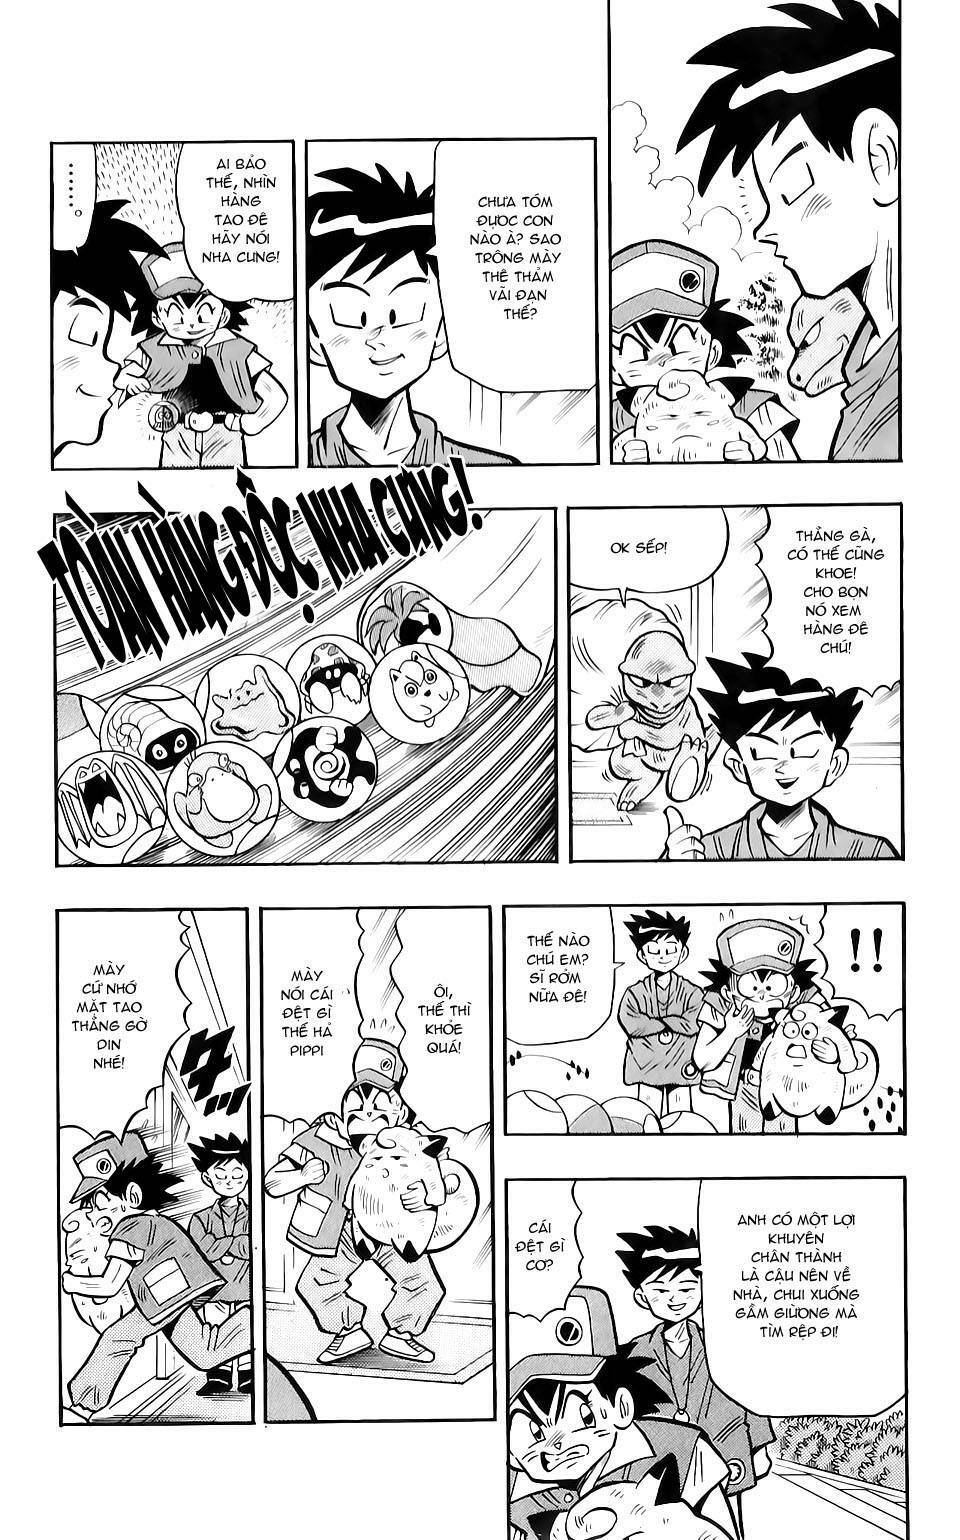 CHƯA TÓM
ĐƯỢC CON
NÀO À? SAO
TRÔNG MÀY
THÊ THẢM
VÃI ĐẠN
THẾ?
AI BẢO
THẾ, NHÌN
HÀNG
TAO ĐÊ
HÃY NÓI
NHA CUNG!
.........
THẰNG GÀ,
CÓ THẾ CŨNG
KHOE!
CHO BỌN
NÓ XEM
HÀNG ĐÊ
CHÚ!
OK SẾP!
TOÀN HÀNG ĐỘC NHA CƯNG!
!!
THẾ NÀO
CHÚ EM?
SĨ RỞM
NỮA ĐÊ!
ÔI,
THẾ THÌ
KHỎE
QUÁ!
MÀY
NÓI CÁI
ĐỆT GÌ
THẾ HẢ
PIPPI
MÀY
CỨ NHỚ
MẶT TAO
THẰNG GỜ
DIN
NHÉ!
ダッ
ANH CÓ MỘT LỢI
KHUYÊN
CHÂN THÀNH
LÀ CẬU NÊN VỀ
NHÀ, CHUI XUỐNG
GẦM GIƯỜNG MÀ
TÌM RỆP ĐI!
CÁI
ĐỆT GÌ
CƠ?